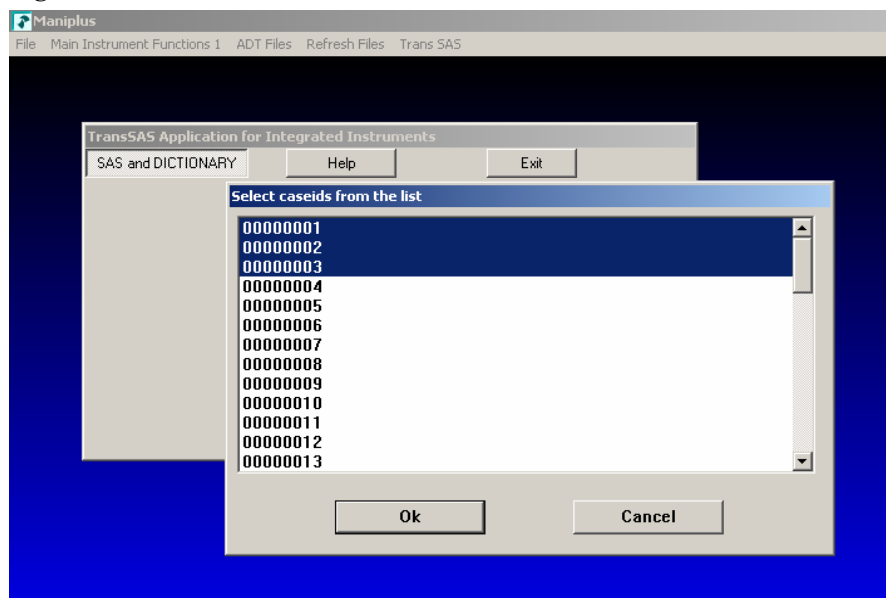 Maniplus
File Main Instrument Functions 1 ADT Files Refresh Files Trans SAS
TransSAS Application for Integrated Instruments
SAS and DICTIONARY Help Exit
Select caseids from the list
00000001
00000002
00000003
00000004
00000005
00000006
00000007
00000008
00000009
00000010
00000011
00000012
00000013
Ok Cancel